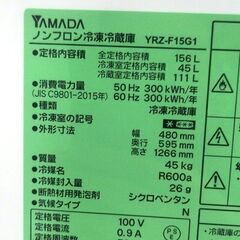 YAMADA
ノンフロン冷凍冷蔵庫 YRZ-F15G1
●定格内容積 全定格内容積 156 L
冷凍室定格内容積 45 L
冷蔵室定格内容積 111 L
●消費電力量 50 Hz 300 kWh/年
(JIS C9801-2015年) 60 Hz 300 kWh/年
●種類 冷凍冷蔵庫
●冷凍室の記号
●外形寸法 幅 480 mm
奥行 595 mm
高さ 1266 mm
●質量 45 kg
●冷媒名 R600a
●冷媒封入量 26 g
●断熱材用発泡剤 シクロペンタン
●気候タイプ N
定格電圧 100 V
定格電流 0.9 A
定格周波数
PS
E